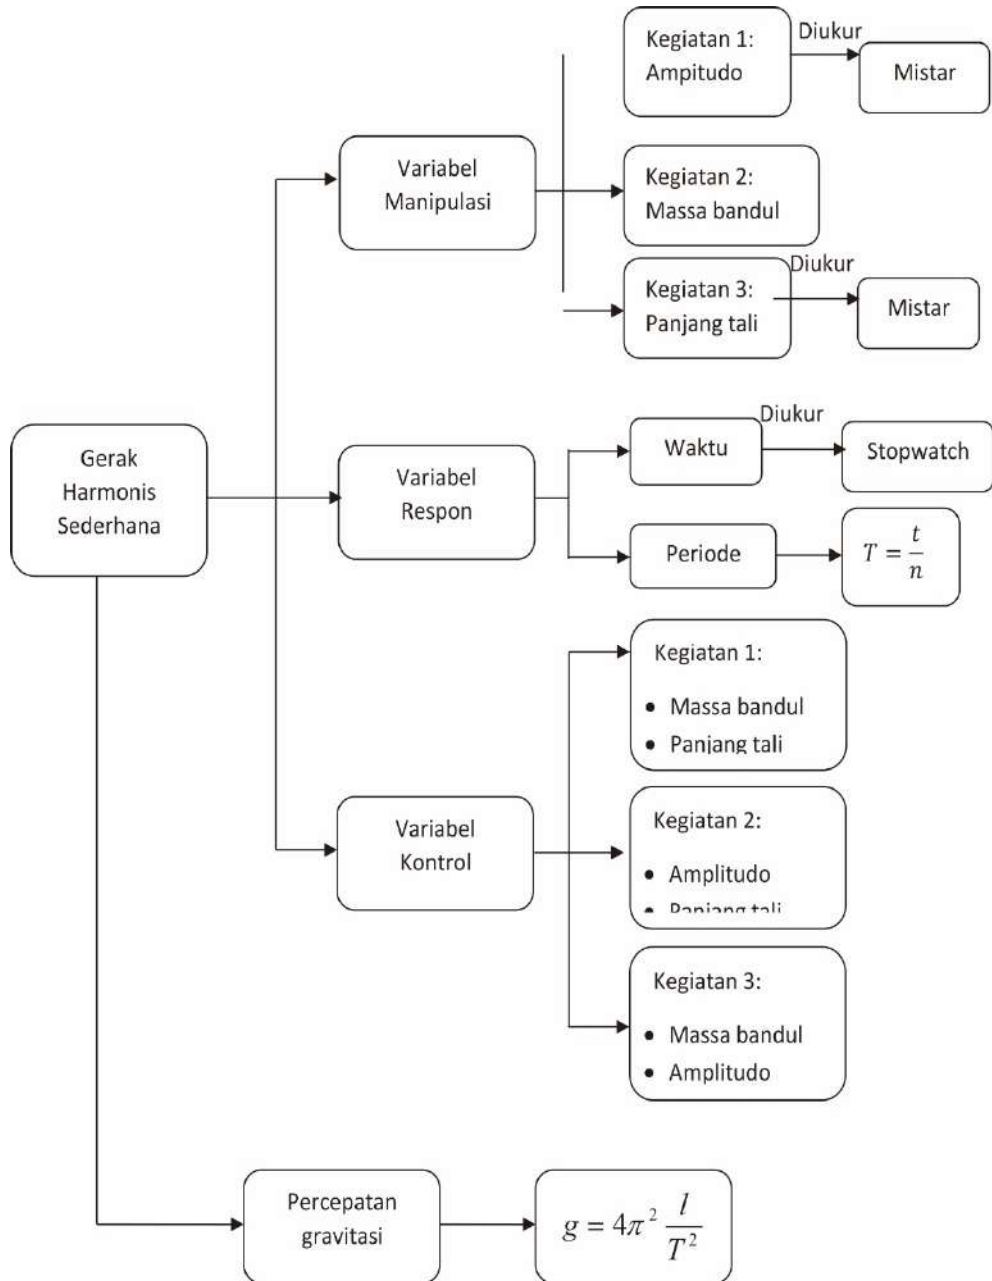 Kegiatan 1:
Ampitudo
Diukur
Mistar
Variabel
Manipulasi
Kegiatan 2:
Massa bandul
Kegiatan 3:
Panjang tali
Diukur
Mistar
Gerak
Harmonis
Sederhana
Variabel
Respon
Waktu
Diukur
Stopwatch
Periode
T = t/n
Variabel
Kontrol
Kegiatan 1:
• Massa bandul
• Panjang tali
Kegiatan 2:
• Amplitudo
• Panjang tali
Kegiatan 3:
• Massa bandul
• Amplitudo
Percepatan
gravitasi
g = 4π² l/T²